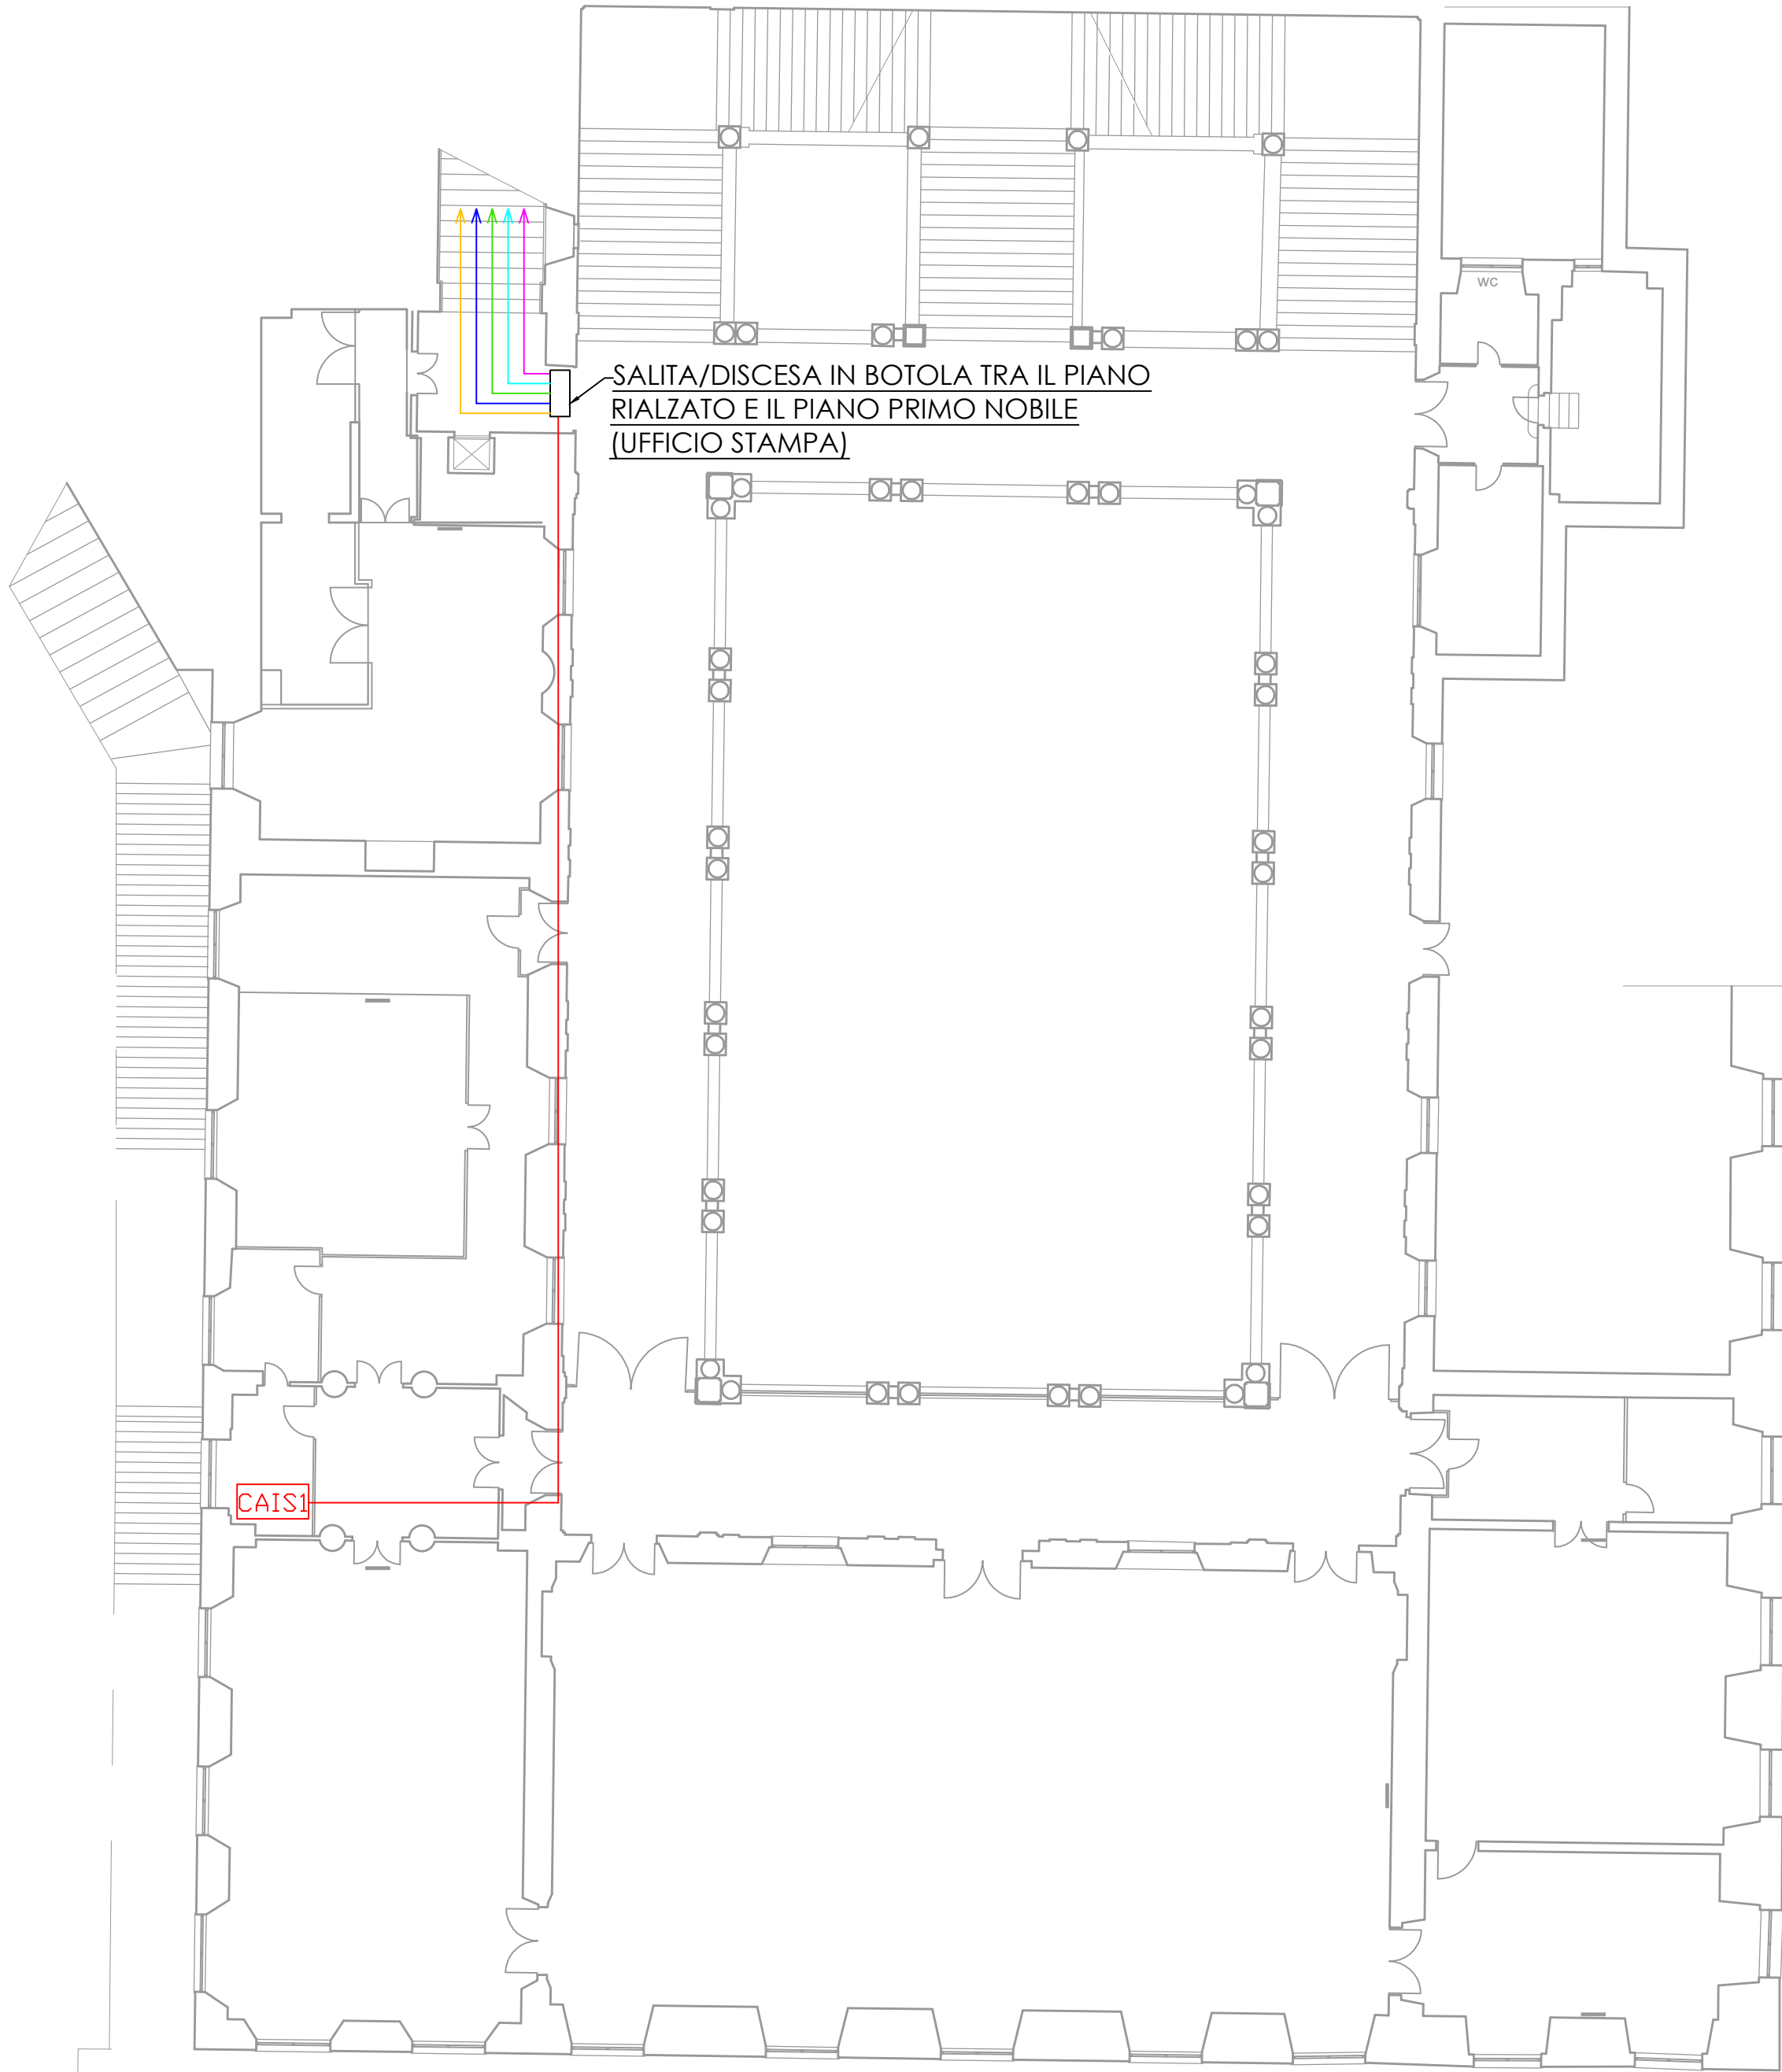 WC
SALITA/DISCESA IN BOTOLA TRA IL PIANO
RIALZATO E IL PIANO PRIMO NOBILE
(UFFICIO STAMPA)
CAIS1